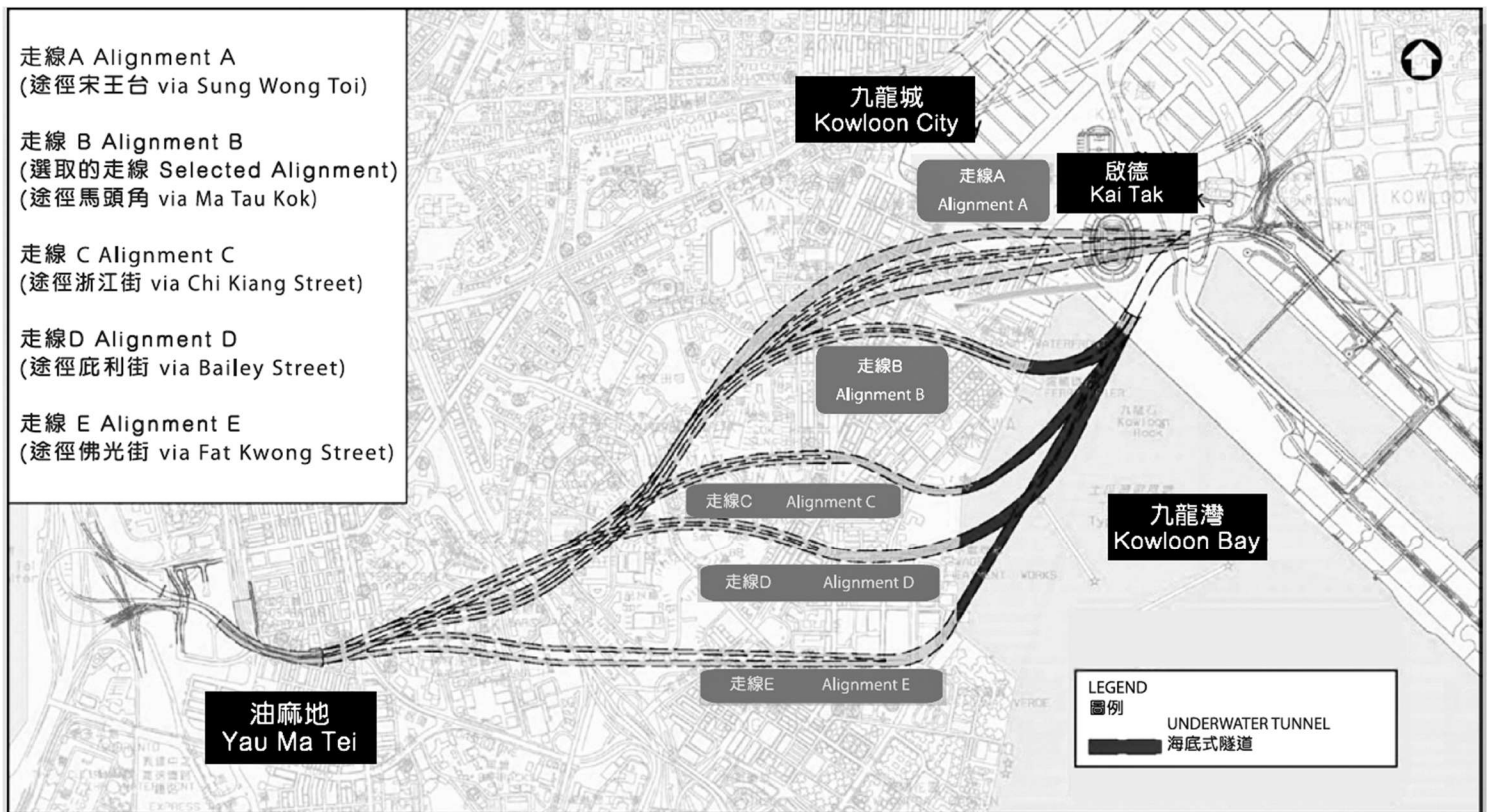 走線A Alignment A
(途徑宋王台 via Sung Wong Toi)
走線 B Alignment B
(選取的走線 Selected Alignment)
(途徑馬頭角 via Ma Tau Kok)
走線 C Alignment C
(途徑浙江街 via Chi Kiang Street)
走線D Alignment D
(途徑庇利街 via Bailey Street)
走線 E Alignment E
(途徑佛光街 via Fat Kwong Street)
九龍城
Kowloon City
啟德
Kai Tak
走線A
Alignment A
KOWLOON
走線B
Alignment B
九龍石
Kowloon
Rock
走線C Alignment C
九龍灣
Kowloon Bay
走線D Alignment D
走線E Alignment E
油麻地
Yau Ma Tei
LEGEND
圖例
UNDERWATER TUNNEL
海底式隧道